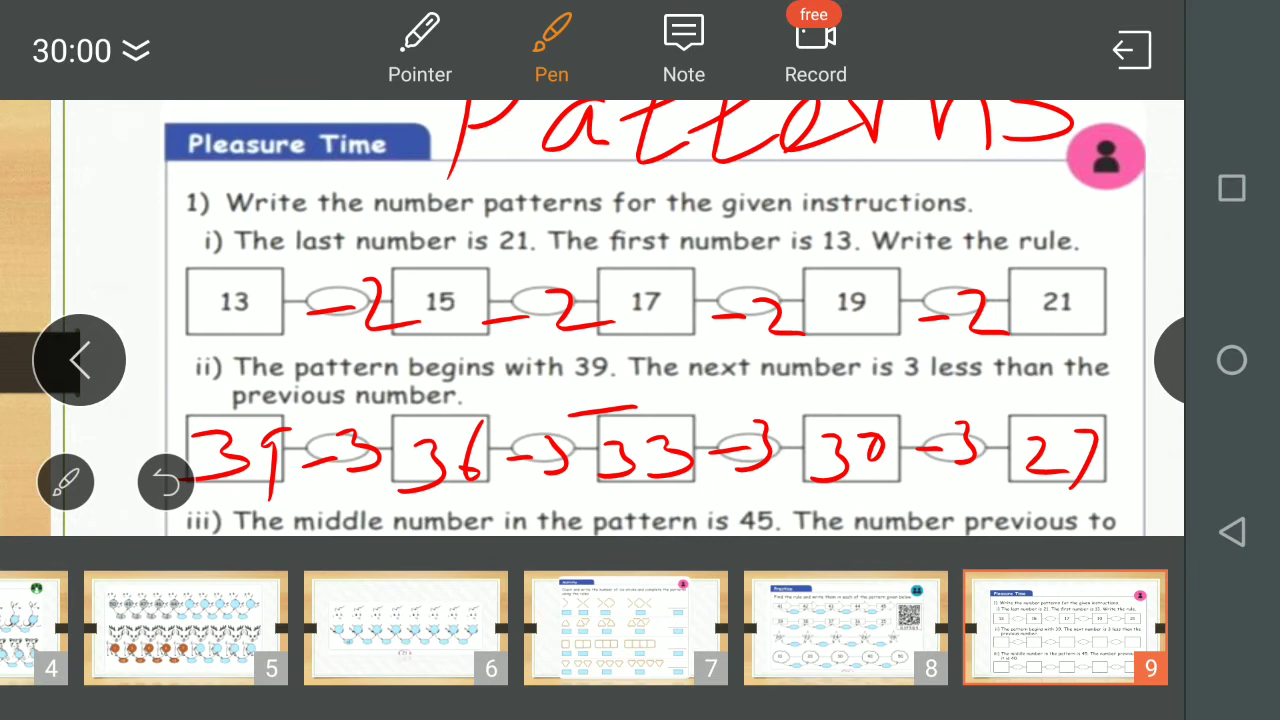 free
30:00
Pointer Pen Note Record
Patterns
Pleasure Time
1) Write the number patterns for the given instructions.
i) The last number is 21. The first number is 13. Write the rule.
13 -2 15 -2 17 -2 19 -2 21
ii) The pattern begins with 39. The next number is 3 less than the
previous number.
39 -3 36 -3 33 -3 30 -3 27
iii) The middle number in the pattern is 45. The number previous to
4 5 6 7 8 9